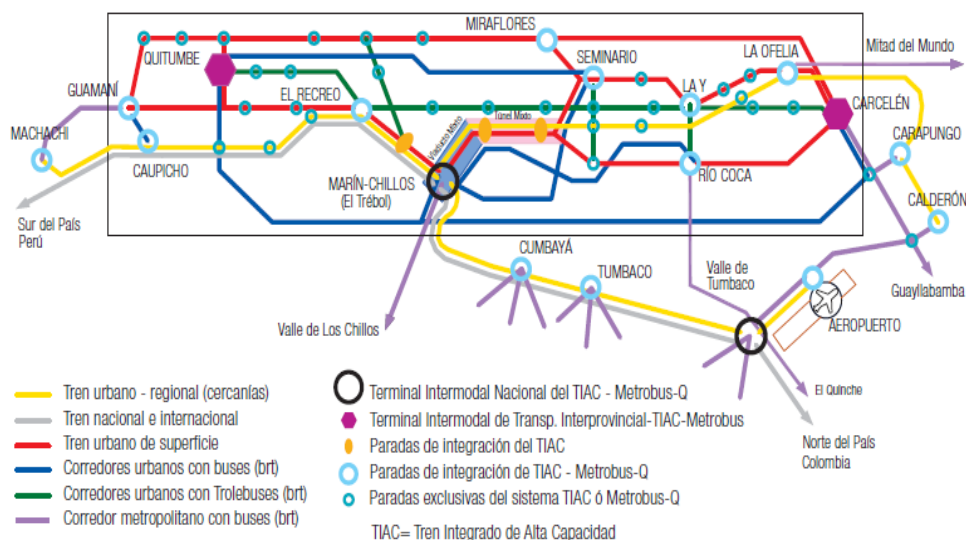 MIRAFLORES
SEMINARIO
LA OFELIA
Mitad del Mundo
QUITUMBE
LA Y
GUAMANÍ
EL RECREO
CARCELÉN
MACHACHI
Viaducto Mixto
Túnel Mixto
CARAPUNGO
CAUPICHO
MARÍN-CHILLOS
(El Trébol)
RÍO COCA
CALDERÓN
Sur del País
Perú
CUMBAYÁ
TUMBACO
Valle de
Tumbaco
Guayllabamba
Valle de Los Chillos
AEROPUERTO
El Quinche
Norte del País
Colombia
Tren urbano - regional (cercanías)
Tren nacional e internacional
Tren urbano de superficie
Corredores urbanos con buses (brt)
Corredores urbanos con Trolebuses (brt)
Corredor metropolitano con buses (brt)
Terminal Intermodal Nacional del TIAC - Metrobus-Q
Terminal Intermodal de Transp. Interprovincial-TIAC-Metrobus
Paradas de integración del TIAC
Paradas de integración de TIAC - Metrobus-Q
Paradas exclusivas del sistema TIAC ó Metrobus-Q
TIAC= Tren Integrado de Alta Capacidad